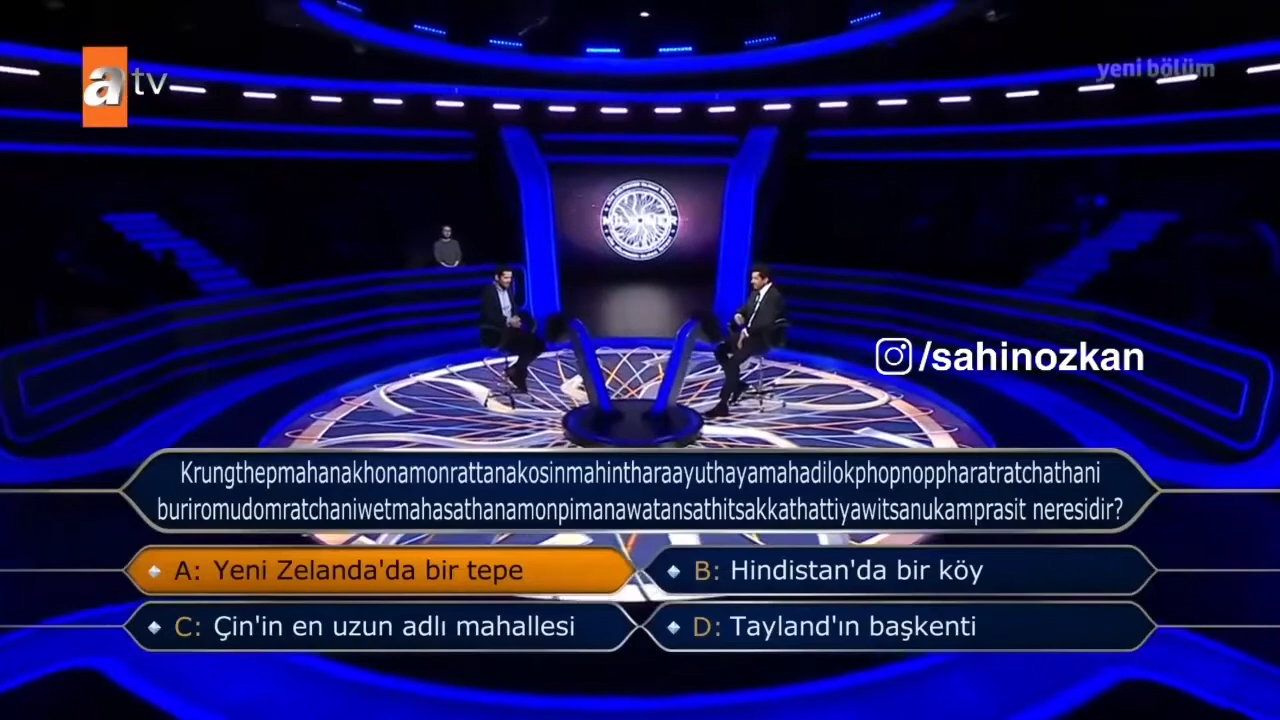 a tv
yeni bölüm
MILYONER
/sahinozkan
Krungthepmahanakhonamonrattanakosinmahintharaayuthayamahadilokphopnoppharatratchathani
buriromudomratchaniwetmahasathanamonpimanawatansathitsakkathattiyawitsanukamprasit neresidir?
A: Yeni Zelanda'da bir tepe
B: Hindistan'da bir köy
C: Çin'in en uzun adlı mahallesi
D: Tayland'ın başkenti